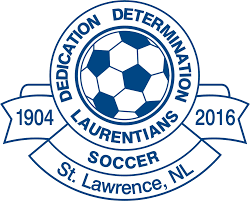 DEDICATION DETERMINATION
1904
2016
LAURENTIANS
SOCCER
St. Lawrence, NL